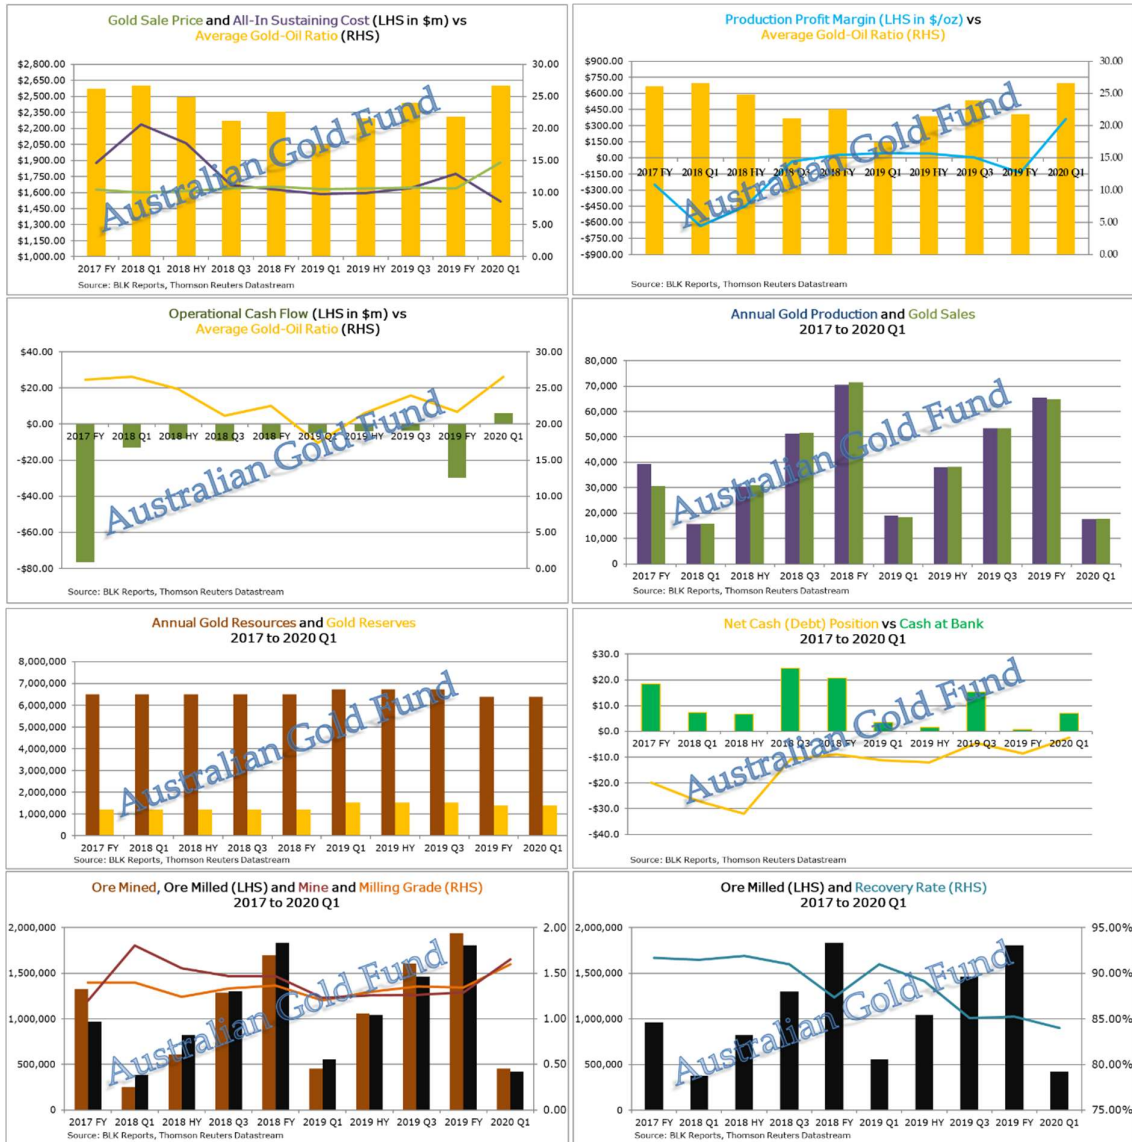 Gold Sale Price and All-In Sustaining Cost (LHS in $m) vs
Average Gold-Oil Ratio (RHS)
$2,800.00
$2,650.00
$2,500.00
$2,350.00
$2,200.00
$2,050.00
$1,900.00
$1,750.00
$1,600.00
$1,450.00
$1,300.00
$1,150.00
$1,000.00
30.00
25.00
20.00
15.00
10.00
5.00
0.00
2017 FY 2018 Q1 2018 HY 2018 Q3 2018 FY 2019 Q1 2019 HY 2019 Q3 2019 FY 2020 Q1
Source: BLK Reports, Thomson Reuters Datastream
Australian Gold Fund
Production Profit Margin (LHS in $/oz) vs
Average Gold-Oil Ratio (RHS)
$900.00
$750.00
$600.00
$450.00
$300.00
$150.00
$0.00
-$150.00
-$300.00
-$450.00
-$600.00
-$750.00
-$900.00
30.00
25.00
20.00
15.00
10.00
5.00
0.00
2017 FY 2018 Q1 2018 HY 2018 Q3 2018 FY 2019 Q1 2019 HY 2019 Q3 2019 FY 2020 Q1
Source: BLK Reports, Thomson Reuters Datastream
Australian Gold Fund
Operational Cash Flow (LHS in $m) vs
Average Gold-Oil Ratio (RHS)
$40.00
$20.00
$0.00
-$20.00
-$40.00
-$60.00
-$80.00
30.00
25.00
20.00
15.00
10.00
5.00
0.00
2017 FY 2018 Q1 2018 HY 2018 Q3 2018 FY 2019 Q1 2019 HY 2019 Q3 2019 FY 2020 Q1
Source: BLK Reports, Thomson Reuters Datastream
Australian Gold Fund
Annual Gold Production and Gold Sales
2017 to 2020 Q1
80,000
70,000
60,000
50,000
40,000
30,000
20,000
10,000
0
2017 FY 2018 Q1 2018 HY 2018 Q3 2018 FY 2019 Q1 2019 HY 2019 Q3 2019 FY 2020 Q1
Source: BLK Reports, Thomson Reuters Datastream
Australian Gold Fund
Annual Gold Resources and Gold Reserves
2017 to 2020 Q1
8,000,000
7,000,000
6,000,000
5,000,000
4,000,000
3,000,000
2,000,000
1,000,000
0
2017 FY 2018 Q1 2018 HY 2018 Q3 2018 FY 2019 Q1 2019 HY 2019 Q3 2019 FY 2020 Q1
Source: BLK Reports, Thomson Reuters Datastream
Australian Gold Fund
Net Cash (Debt) Position vs Cash at Bank
2017 to 2020 Q1
$30.0
$20.0
$10.0
$0.0
-$10.0
-$20.0
-$30.0
-$40.0
2017 FY 2018 Q1 2018 HY 2018 Q3 2018 FY 2019 Q1 2019 HY 2019 Q3 2019 FY 2020 Q1
Source: BLK Reports, Thomson Reuters Datastream
Australian Gold Fund
Ore Mined, Ore Milled (LHS) and Mine and Milling Grade (RHS)
2017 to 2020 Q1
2,000,000
1,500,000
1,000,000
500,000
0
2.00
1.50
1.00
0.50
0.00
2017 FY 2018 Q1 2018 HY 2018 Q3 2018 FY 2019 Q1 2019 HY 2019 Q3 2019 FY 2020 Q1
Source: BLK Reports, Thomson Reuters Datastream
Australian Gold Fund
Ore Milled (LHS) and Recovery Rate (RHS)
2017 to 2020 Q1
2,000,000
1,500,000
1,000,000
500,000
0
95.00%
90.00%
85.00%
80.00%
75.00%
2017 FY 2018 Q1 2018 HY 2018 Q3 2018 FY 2019 Q1 2019 HY 2019 Q3 2019 FY 2020 Q1
Source: BLK Reports, Thomson Reuters Datastream
Australian Gold Fund